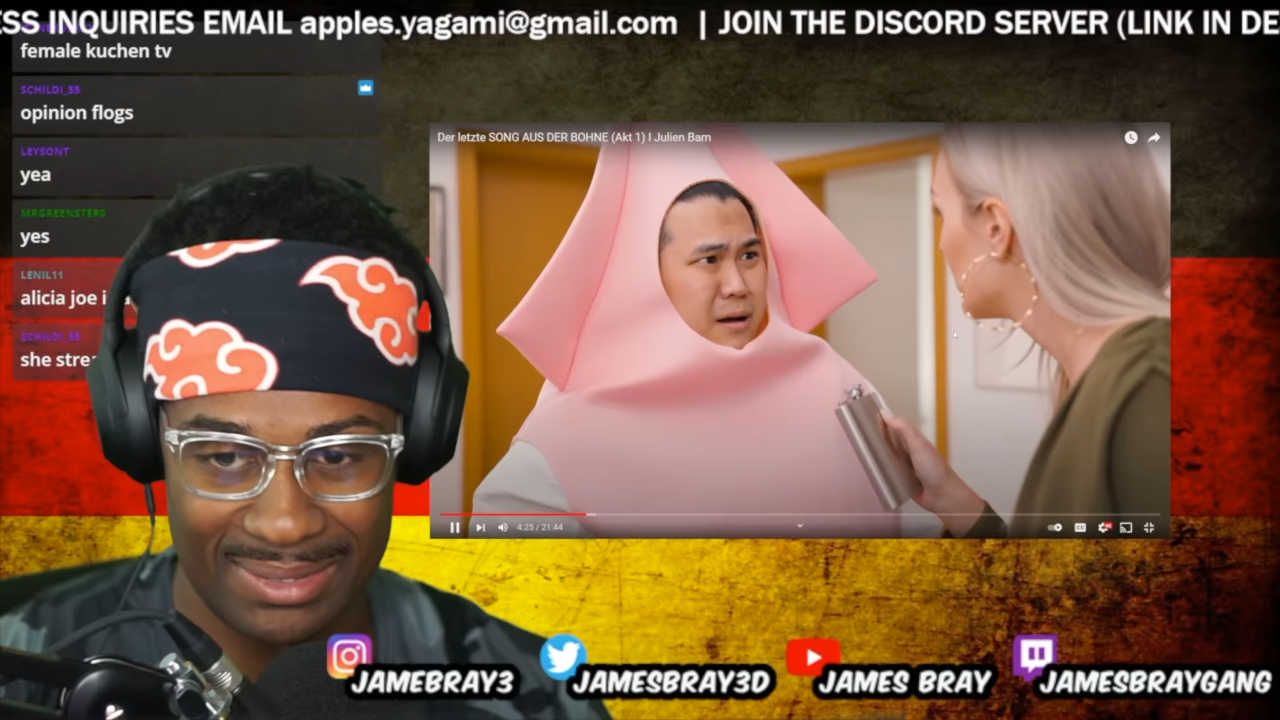 SS INQUIRIES EMAIL apples.yagami@gmail.com | JOIN THE DISCORD SERVER (LINK IN DE
female kuchen tv
SCHILDI_55
opinion flogs
LEYSONT
yea
MRGREENSTER0
yes
LENIL11
alicia joe i
SCHILDI_55
she stre
Der letzte SONG AUS DER BOHNE (Akt 1) I Julien Bam
4:25 / 21:44
JAMEBRAY3
JAMESBRAY3D
JAMES BRAY
JAMESBRAYGANG